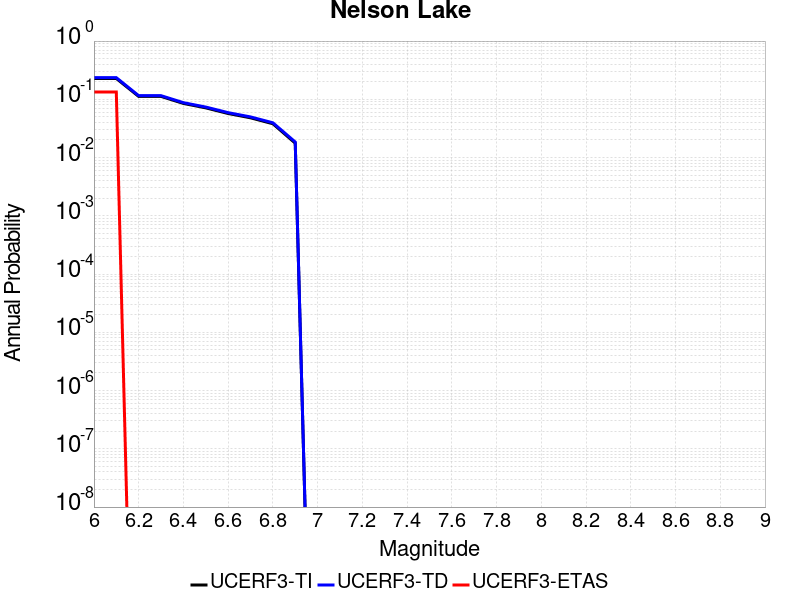 Nelson Lake
10^0
10^-1
10^-2
10^-3
10^-4
10^-5
10^-6
10^-7
10^-8
Annual Probability
6 6.2 6.4 6.6 6.8 7 7.2 7.4 7.6 7.8 8 8.2 8.4 8.6 8.8 9
Magnitude
UCERF3-TI UCERF3-TD UCERF3-ETAS